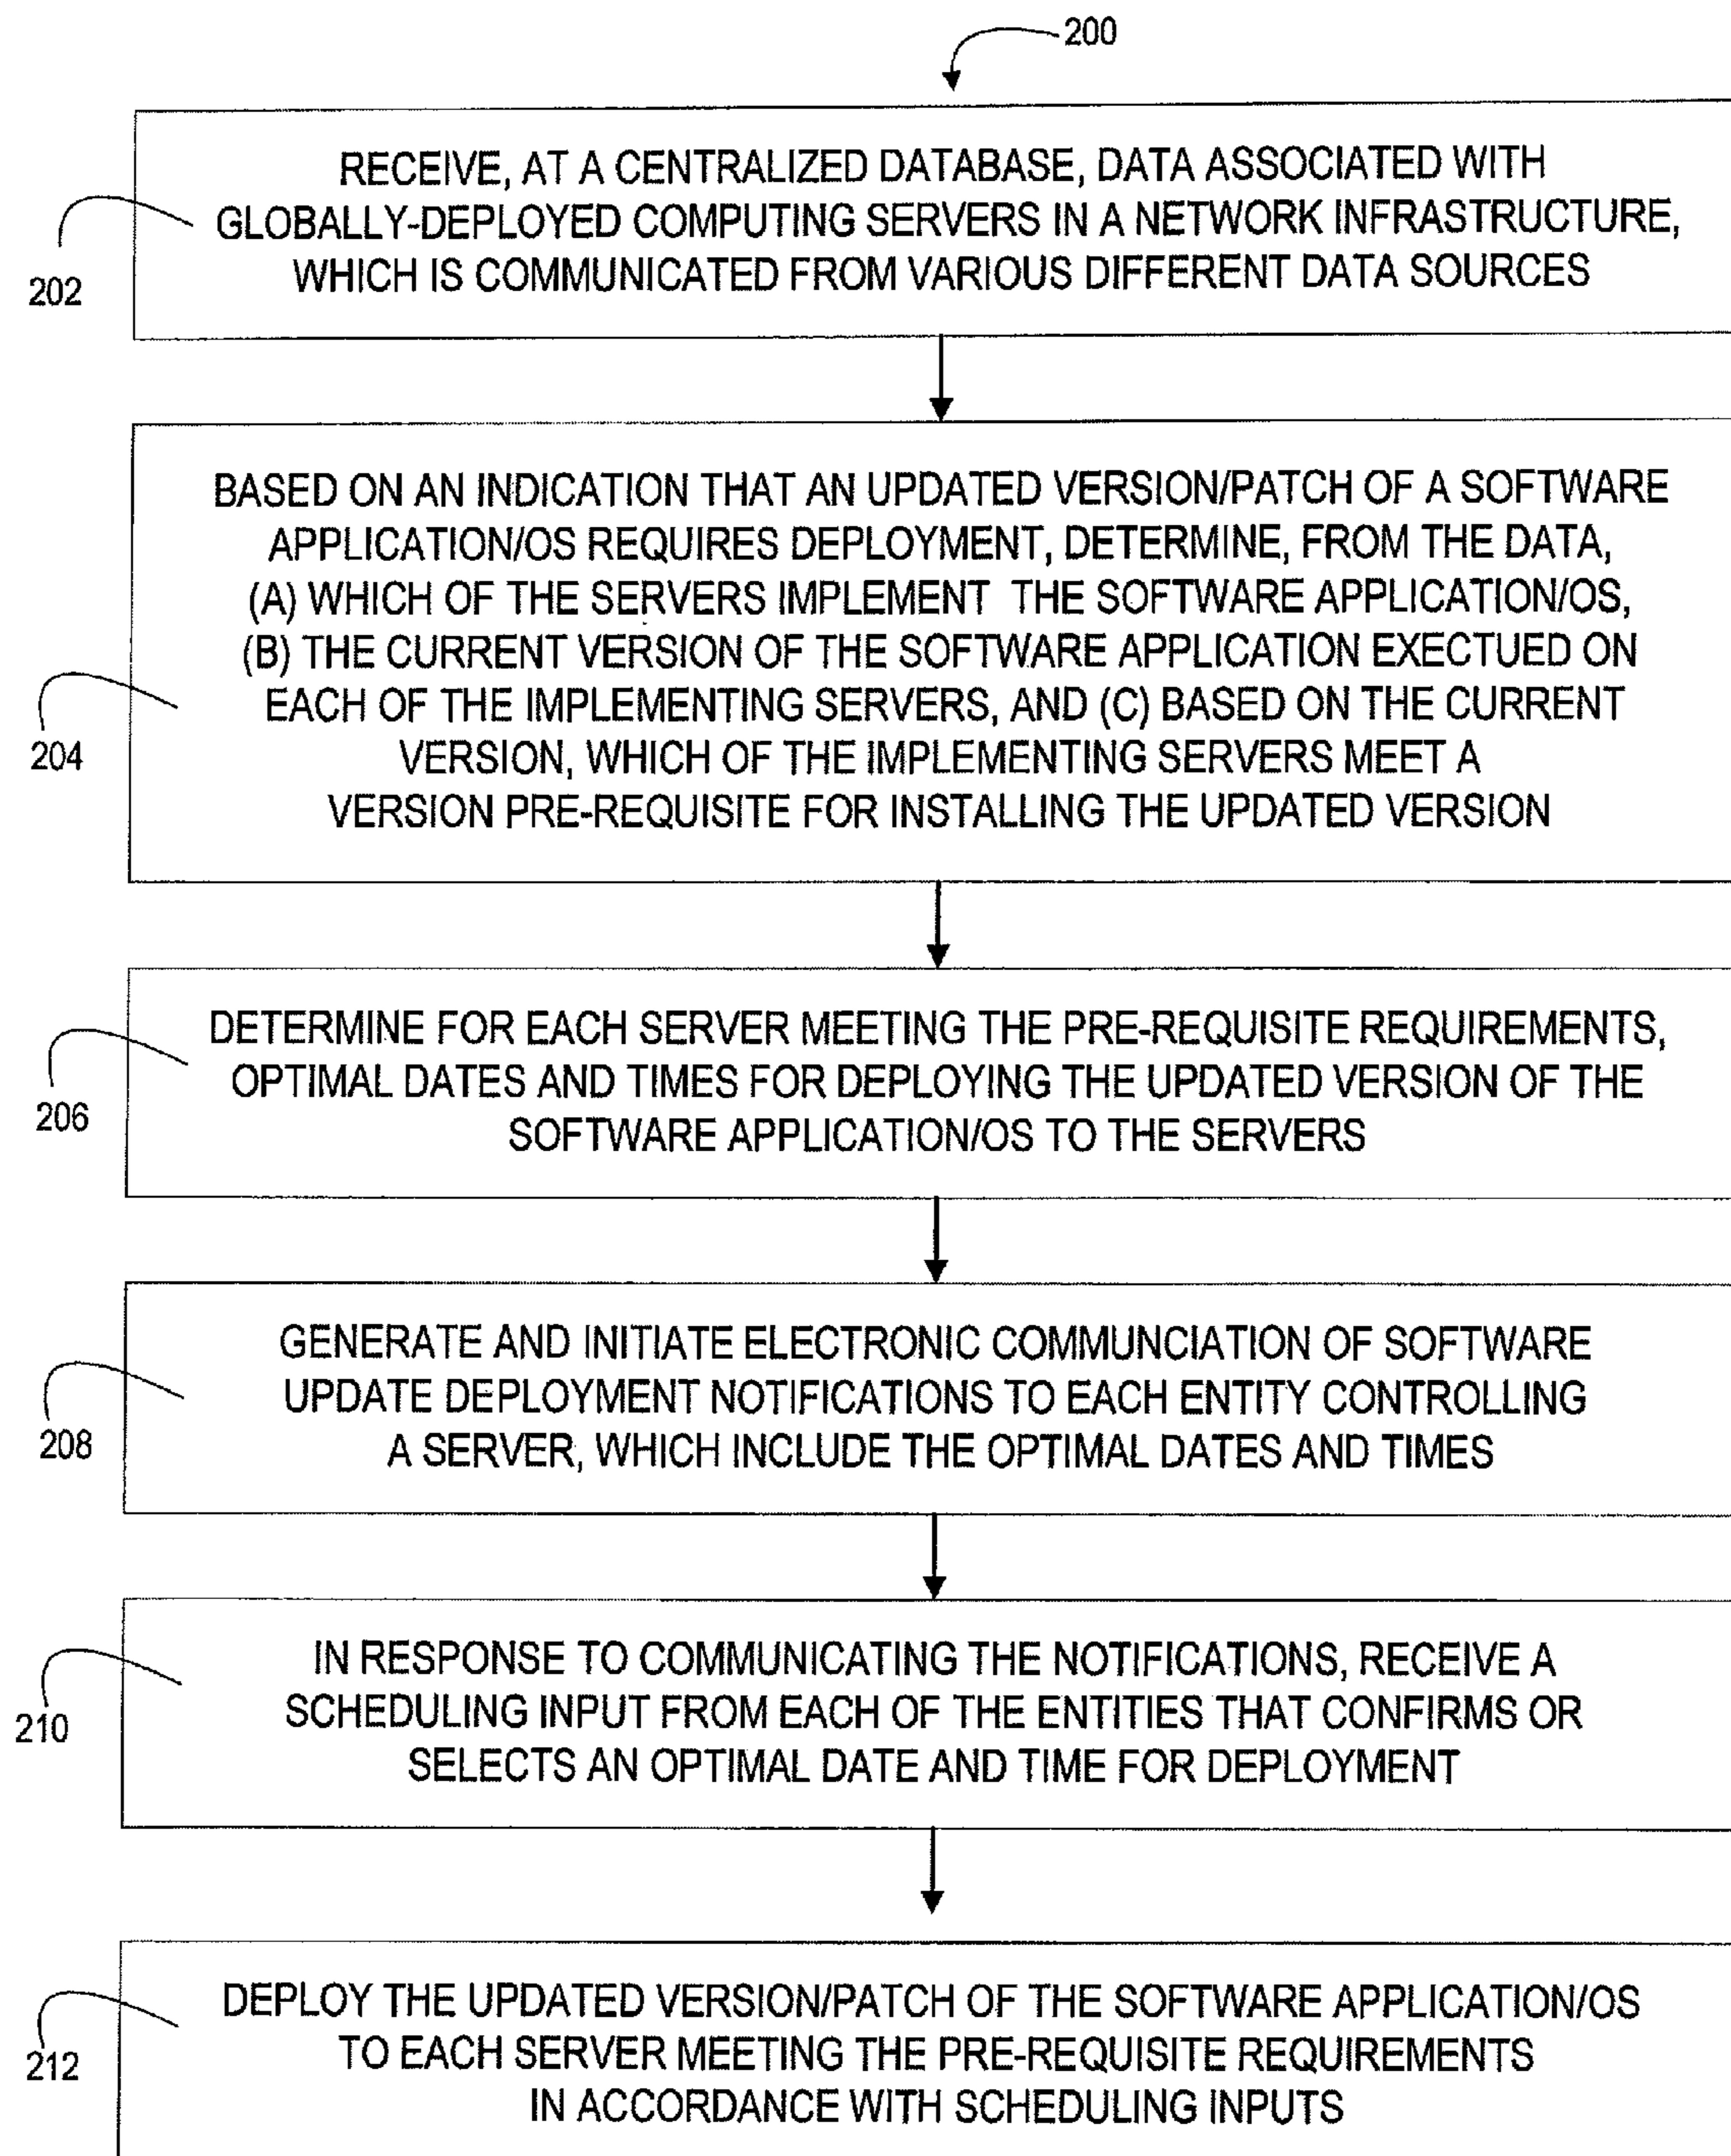 200
RECEIVE, AT A CENTRALIZED DATABASE, DATA ASSOCIATED WITH
GLOBALLY-DEPLOYED COMPUTING SERVERS IN A NETWORK INFRASTRUCTURE,
WHICH IS COMMUNICATED FROM VARIOUS DIFFERENT DATA SOURCES
202
BASED ON AN INDICATION THAT AN UPDATED VERSION/PATCH OF A SOFTWARE
APPLICATION/OS REQUIRES DEPLOYMENT, DETERMINE, FROM THE DATA,
(A) WHICH OF THE SERVERS IMPLEMENT THE SOFTWARE APPLICATION/OS,
(B) THE CURRENT VERSION OF THE SOFTWARE APPLICATION EXECTUED ON
EACH OF THE IMPLEMENTING SERVERS, AND (C) BASED ON THE CURRENT
VERSION, WHICH OF THE IMPLEMENTING SERVERS MEET A
VERSION PRE-REQUISITE FOR INSTALLING THE UPDATED VERSION
204
DETERMINE FOR EACH SERVER MEETING THE PRE-REQUISITE REQUIREMENTS,
OPTIMAL DATES AND TIMES FOR DEPLOYING THE UPDATED VERSION OF THE
SOFTWARE APPLICATION/OS TO THE SERVERS
206
GENERATE AND INITIATE ELECTRONIC COMMUNCIATION OF SOFTWARE
UPDATE DEPLOYMENT NOTIFICATIONS TO EACH ENTITY CONTROLLING
A SERVER, WHICH INCLUDE THE OPTIMAL DATES AND TIMES
208
IN RESPONSE TO COMMUNICATING THE NOTIFICATIONS, RECEIVE A
SCHEDULING INPUT FROM EACH OF THE ENTITIES THAT CONFIRMS OR
SELECTS AN OPTIMAL DATE AND TIME FOR DEPLOYMENT
210
DEPLOY THE UPDATED VERSION/PATCH OF THE SOFTWARE APPLICATION/OS
TO EACH SERVER MEETING THE PRE-REQUISITE REQUIREMENTS
IN ACCORDANCE WITH SCHEDULING INPUTS
212